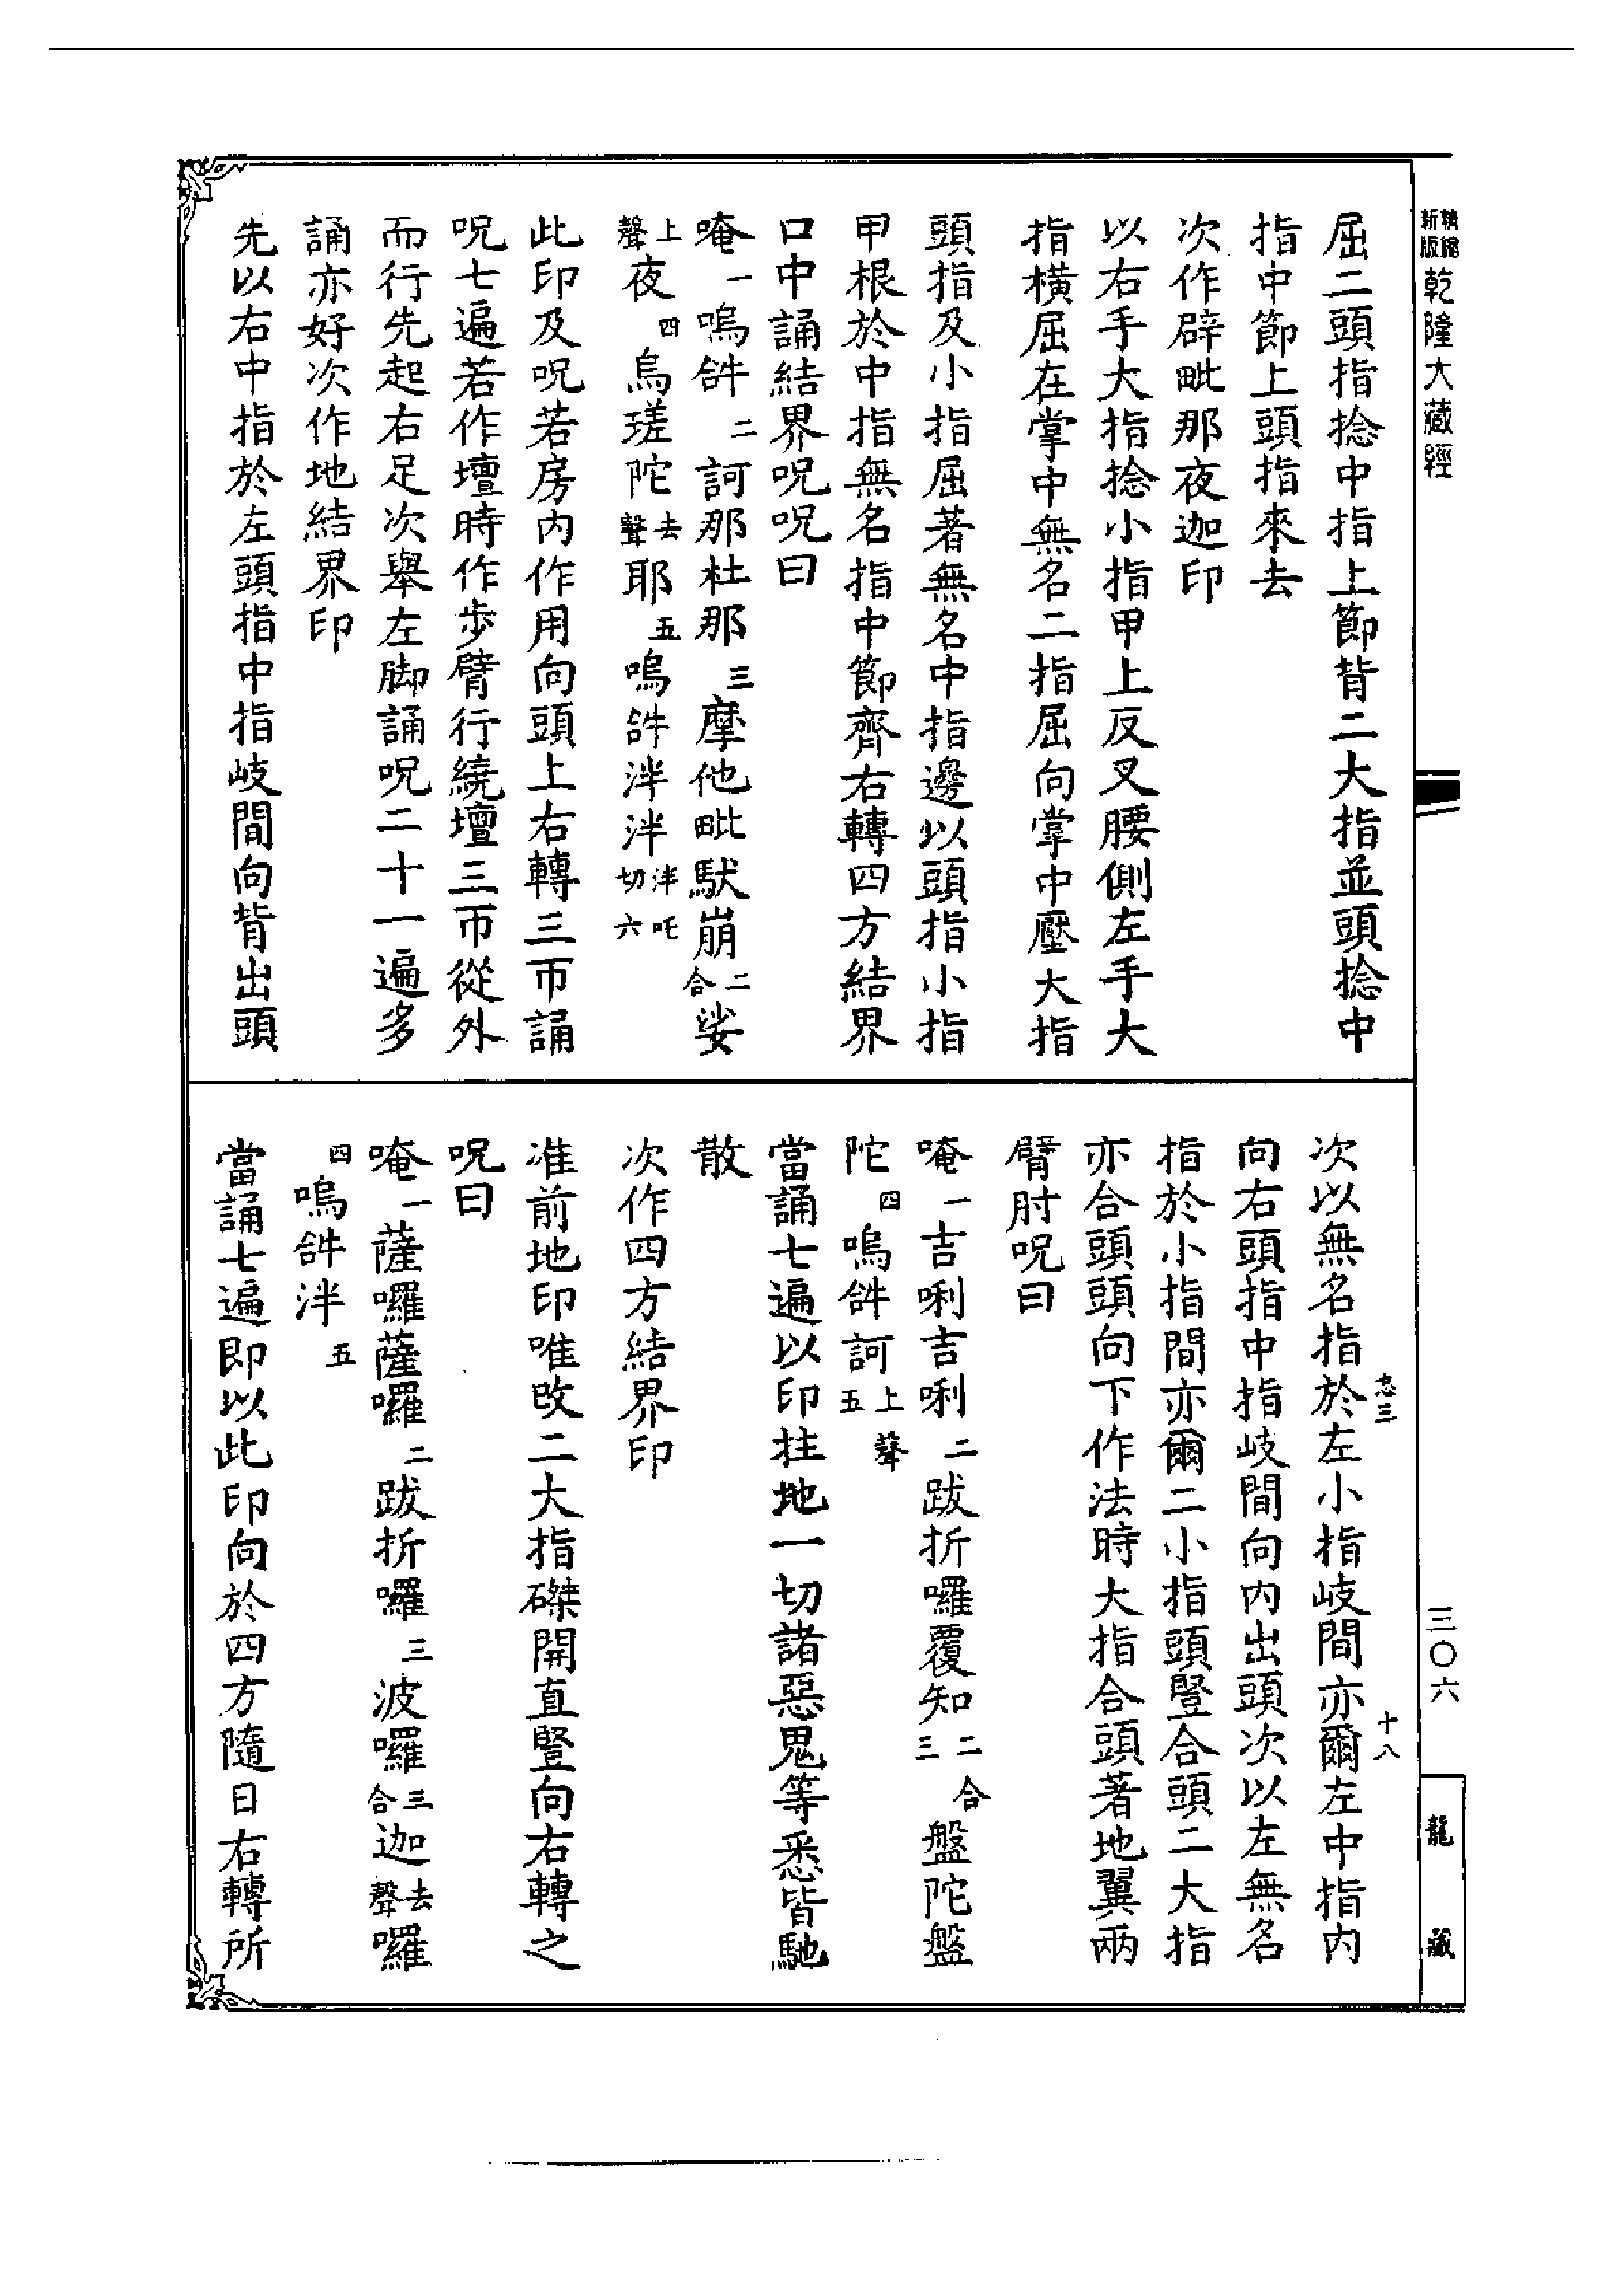 新版精縮乾隆大藏經
屈二頭指捻中指上節背二大指並頭捻中
指中節上頭指來去
次作辟毗那夜迦印
以右手大指捻小指甲上反叉腰側左手大
指橫屈在掌中無名二指屈向掌中壓大指
頭指及小指屈著無名中指邊以頭指小指
甲根於中指無名指中節齊右轉四方結界
口中誦結界呪呪曰
唵一嗚𤙖二訶那杜那三摩他毗馱崩二合娑
上聲夜四烏瑳陀去聲耶五嗚𤙖泮泮泮吒切六
此印及呪若房内作用向頭上右轉三帀誦
呪七遍若作壇時作步臂行繞壇三帀從外
而行先起右足次舉左脚誦呪二十一遍多
誦亦好次作地結界印
先以右中指於左頭指中指岐間向背出頭
次以無名指於左小指岐間亦爾左中指内
向右頭指中指岐間向内出頭次以左無名
指於小指間亦爾二小指頭豎合頭二大指
亦合頭頭向下作法時大指合頭著地翼兩
臂肘呪曰
唵一吉唎吉唎二跋折囉覆知二合三盤陀盤
陀四嗚𤙖訶上聲五
當誦七遍以印拄地一切諸惡鬼等悉皆馳
散
次作四方結界印
准前地印唯改二大指磔開直豎向右轉之
呪曰
唵一薩囉薩囉二跋折囉三波囉三合迦去聲囉
四嗚𤙖泮五
當誦七遍即以此印向於四方隨日右轉所
三〇六
十八
龍藏